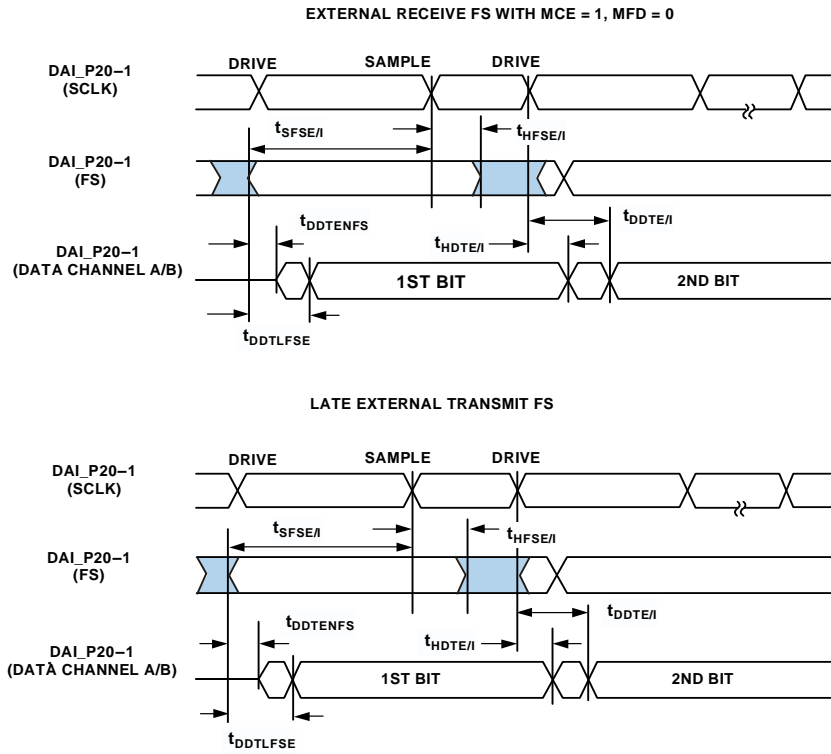 EXTERNAL RECEIVE FS WITH MCE = 1, MFD = 0
DAI_P20–1
(SCLK)
DRIVE
SAMPLE
DRIVE
tSFSE/I
tHFSE/I
DAI_P20–1
(FS)
tDDTENFS
tHDTE/I
tDDTE/I
DAI_P20–1
(DATA CHANNEL A/B)
1ST BIT
2ND BIT
tDDTLFSE
LATE EXTERNAL TRANSMIT FS
DAI_P20–1
(SCLK)
DRIVE
SAMPLE
DRIVE
tSFSE/I
tHFSE/I
DAI_P20–1
(FS)
tDDTENFS
tHDTE/I
tDDTE/I
DAI_P20–1
(DATA CHANNEL A/B)
1ST BIT
2ND BIT
tDDTLFSE